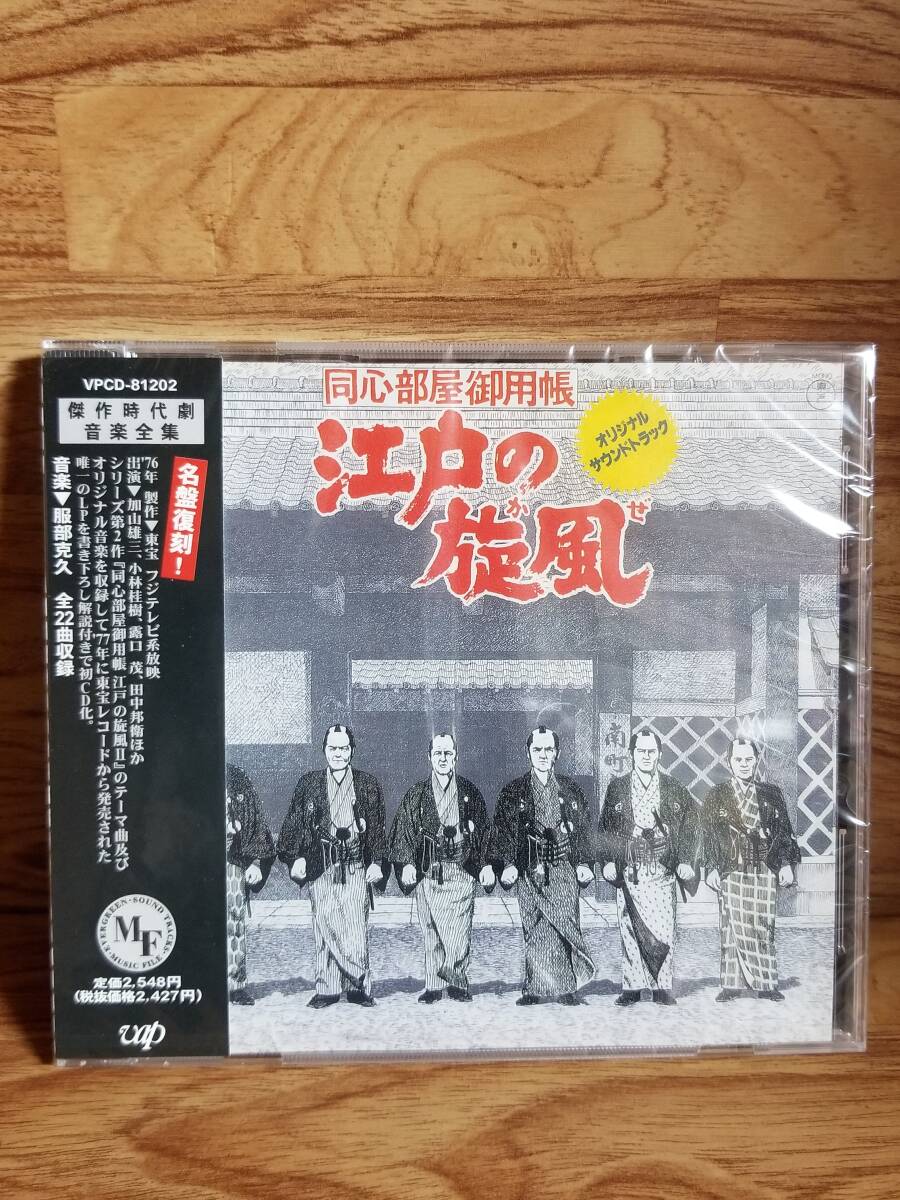 VPCD-81202
傑作時代劇
音楽全集
名盤復刻!
'76年 製作▼東宝 フジテレビ系放映
出演▼加山雄三、小林桂樹、露口 茂、田中邦衛ほか
シリーズ第2作『同心部屋御用帳 江戸の旋風Ⅱ』のテーマ曲及び
オリジナル音楽を収録して'77年に東宝レコードから発売された
唯一のLPを書き下ろし解説付きで初CD化。
音楽▼服部克久 全22曲収録
EVERGREEN・SOUND TRACKS・MUSIC FILE・
MF
定価2,548円
(税抜価格2,427円)
vap
同心部屋御用帳
江戸の
旋風
かぜ
オリジナル
サウンドトラック
MONO
南町